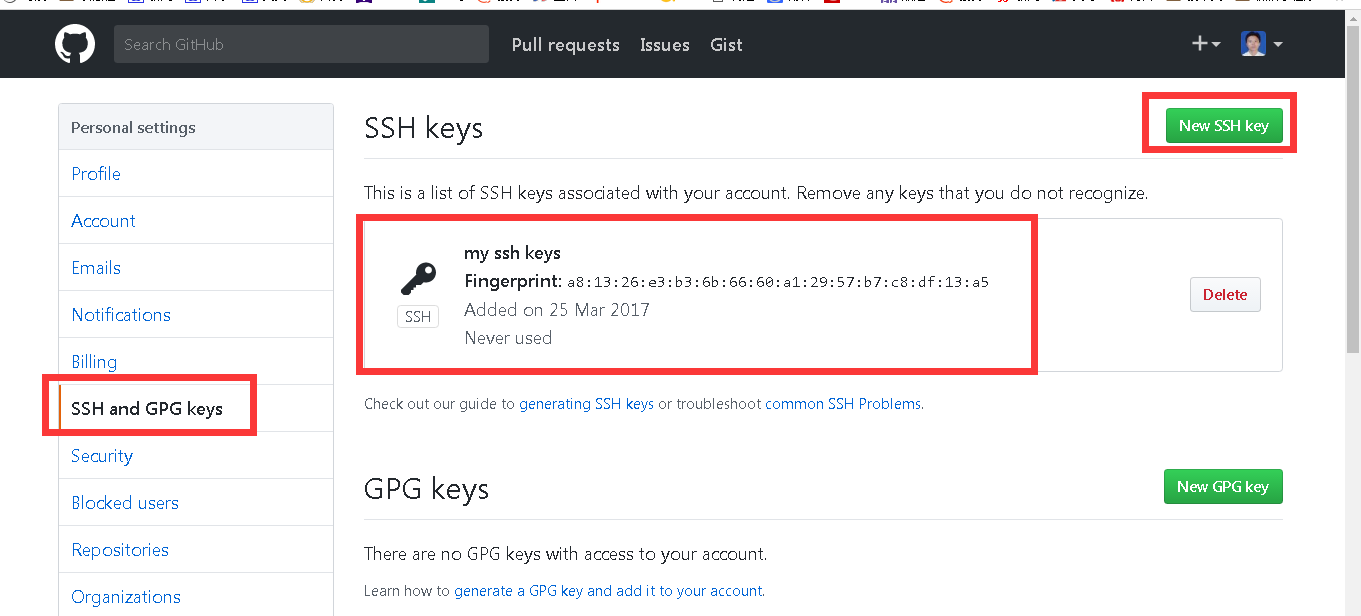 Search GitHub
Pull requests
Issues
Gist
Personal settings
Profile
Account
Emails
Notifications
Billing
SSH and GPG keys
Security
Blocked users
Repositories
Organizations
SSH keys
New SSH key
This is a list of SSH keys associated with your account. Remove any keys that you do not recognize.
SSH
my ssh keys
Fingerprint: a8:13:26:e3:b3:6b:66:60:a1:29:57:b7:c8:df:13:a5
Added on 25 Mar 2017
Never used
Delete
Check out our guide to generating SSH keys or troubleshoot common SSH Problems.
GPG keys
New GPG key
There are no GPG keys with access to your account.
Learn how to generate a GPG key and add it to your account.